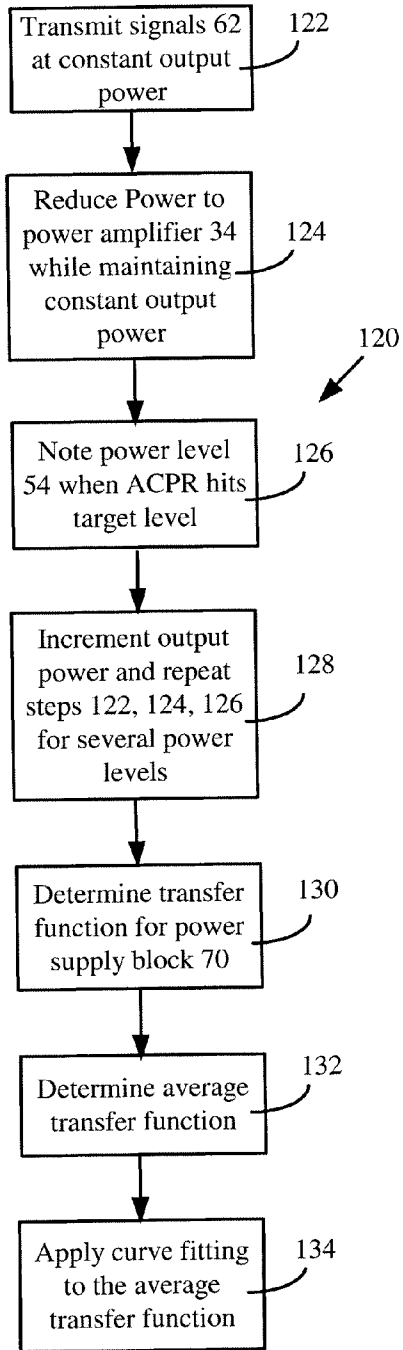 Transmit signals 62
at constant output
power
122
Reduce Power to
power amplifier 34
while maintaining
constant output
power
124
120
Note power level
54 when ACPR hits
target level
126
Increment output
power and repeat
steps 122, 124, 126
for several power
levels
128
Determine transfer
function for power
supply block 70
130
Determine average
transfer function
132
Apply curve fitting
to the average
transfer function
134